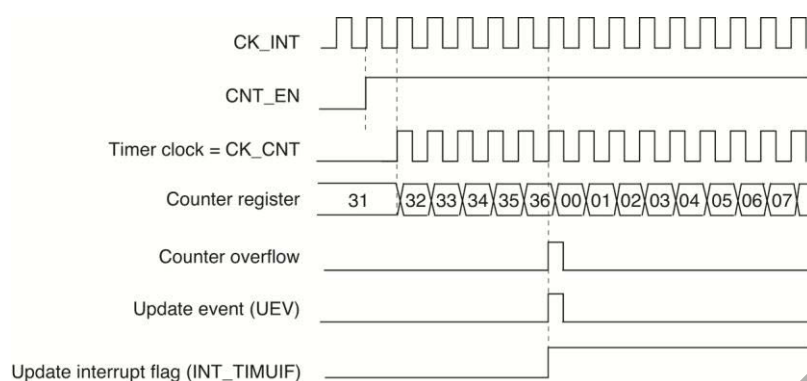 CK_INT
CNT_EN
Timer clock = CK_CNT
Counter register 31 32 33 34 35 36 00 01 02 03 04 05 06 07
Counter overflow
Update event (UEV)
Update interrupt flag (INT_TIMUIF)